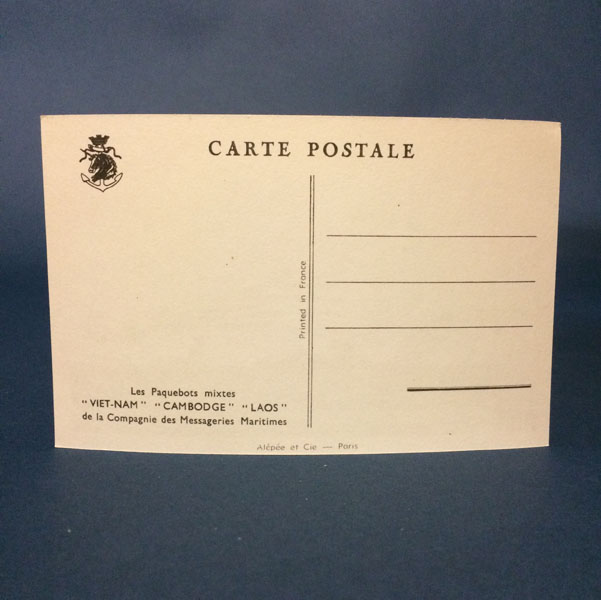 CARTE POSTALE
Printed in France
Les Paquebots mixtes
"VIET-NAM" "CAMBODGE" "LAOS"
de la Compagnie des Messageries Maritimes
Alépée et Cie — Paris